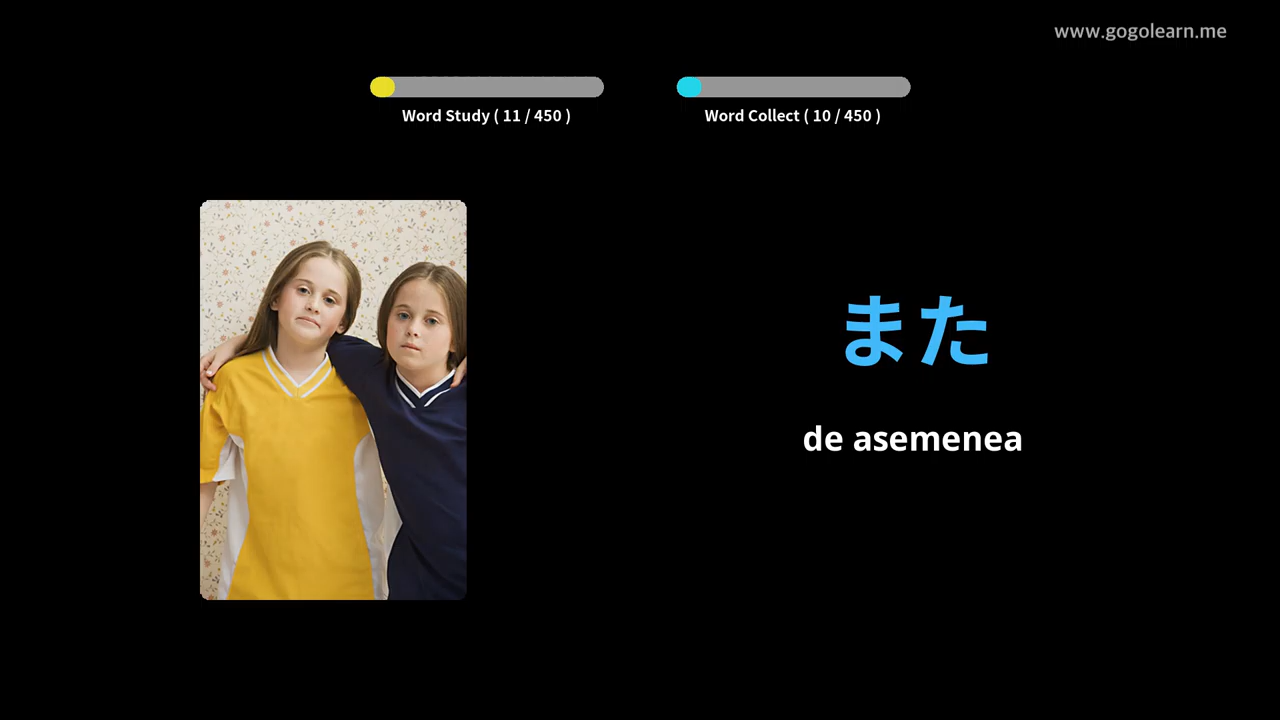 www.gogolearn.me
Word Study ( 11 / 450 )
Word Collect ( 10 / 450 )
また
de asemenea